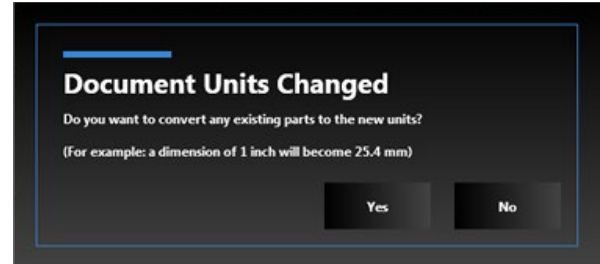 Document Units Changed
Do you want to convert any existing parts to the new units?
(For example: a dimension of 1 inch will become 25.4 mm)
Yes
No